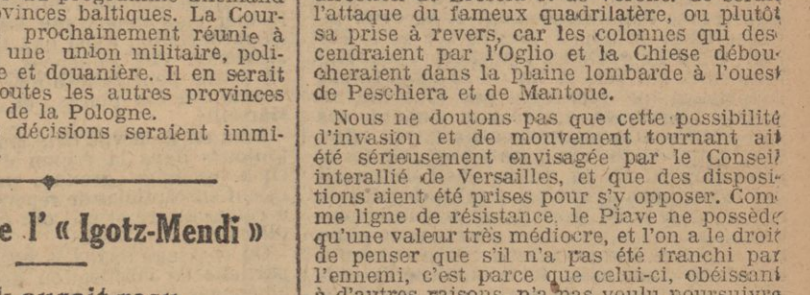 ovinces baltiques. La Cour-
prochainement réunie à
une union militaire, poli-
e et douanière. Il en serait
outes les autres provinces
de la Pologne.
décisions seraient immi-
e l' « Igotz-Mendi »
l'attaque du fameux quadrilatère, ou plutôt
sa prise à revers, car les colonnes qui des
cendraient par l'Oglio et la Chiese débou-
cheraient dans la plaine lombarde à l'ouest
de Peschiera et de Mantoue.
Nous ne doutons pas que cette possibilité
d'invasion et de mouvement tournant ait
été sérieusement envisagée par le Conseil
interallié de Versailles, et que des disposi-
tions aient été prises pour s'y opposer. Com
me ligne de résistance, le Piave ne possède
qu'une valeur très médiocre, et l'on a le droit
de penser que s'il n'a pas été franchi par
l'ennemi, c'est parce que celui-ci, obéissant
à d'autres raisons, n'a pas voulu poursuivre